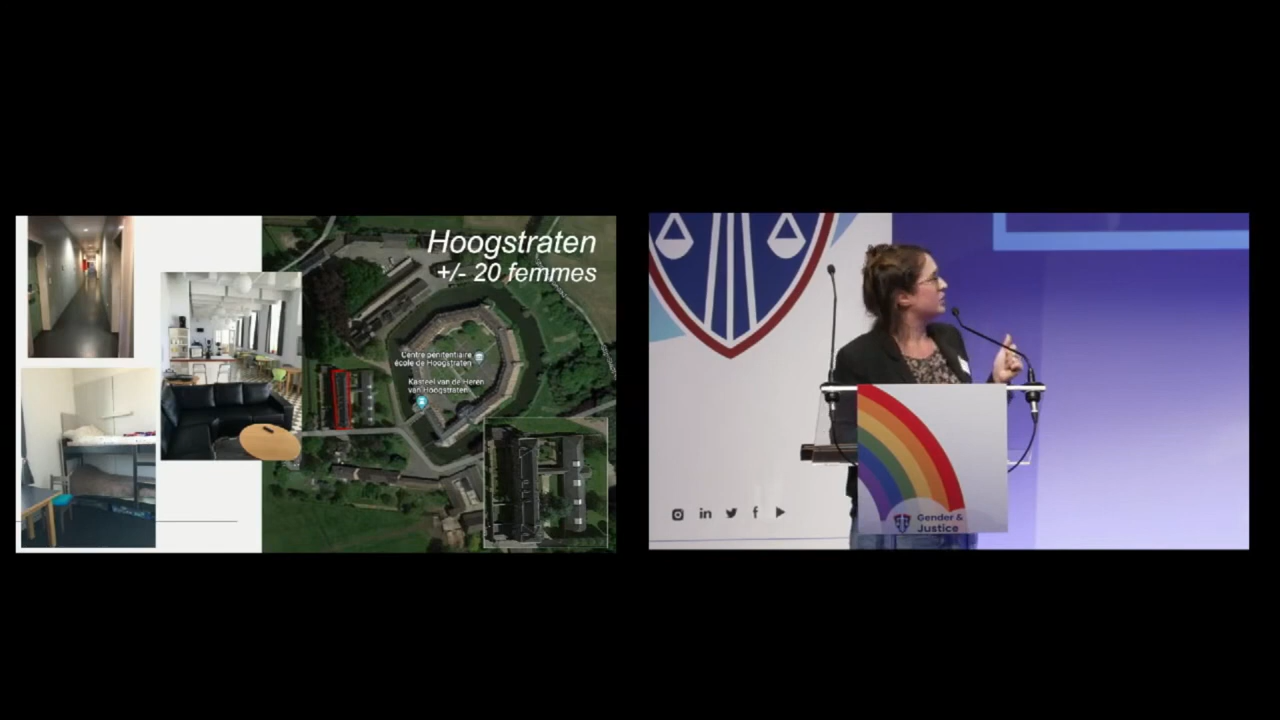 Hoogstraten
+/- 20 femmes
Centre pénitentiaire
école de Hoogstraten
Kasteel van de Heren
van Hoogstraten
Gender &
Justice